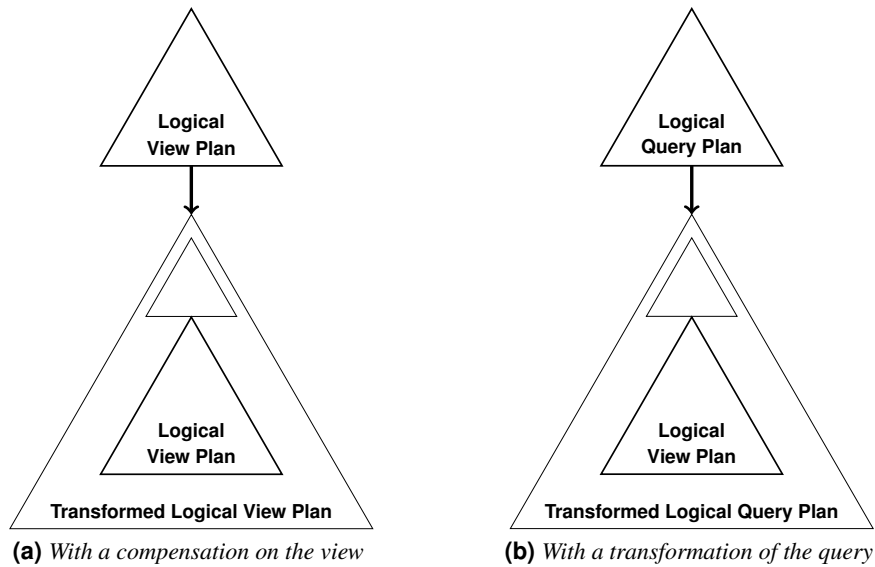 Logical
View Plan
Logical
View Plan
Transformed Logical View Plan
(a) With a compensation on the view
Logical
Query Plan
Logical
View Plan
Transformed Logical Query Plan
(b) With a transformation of the query